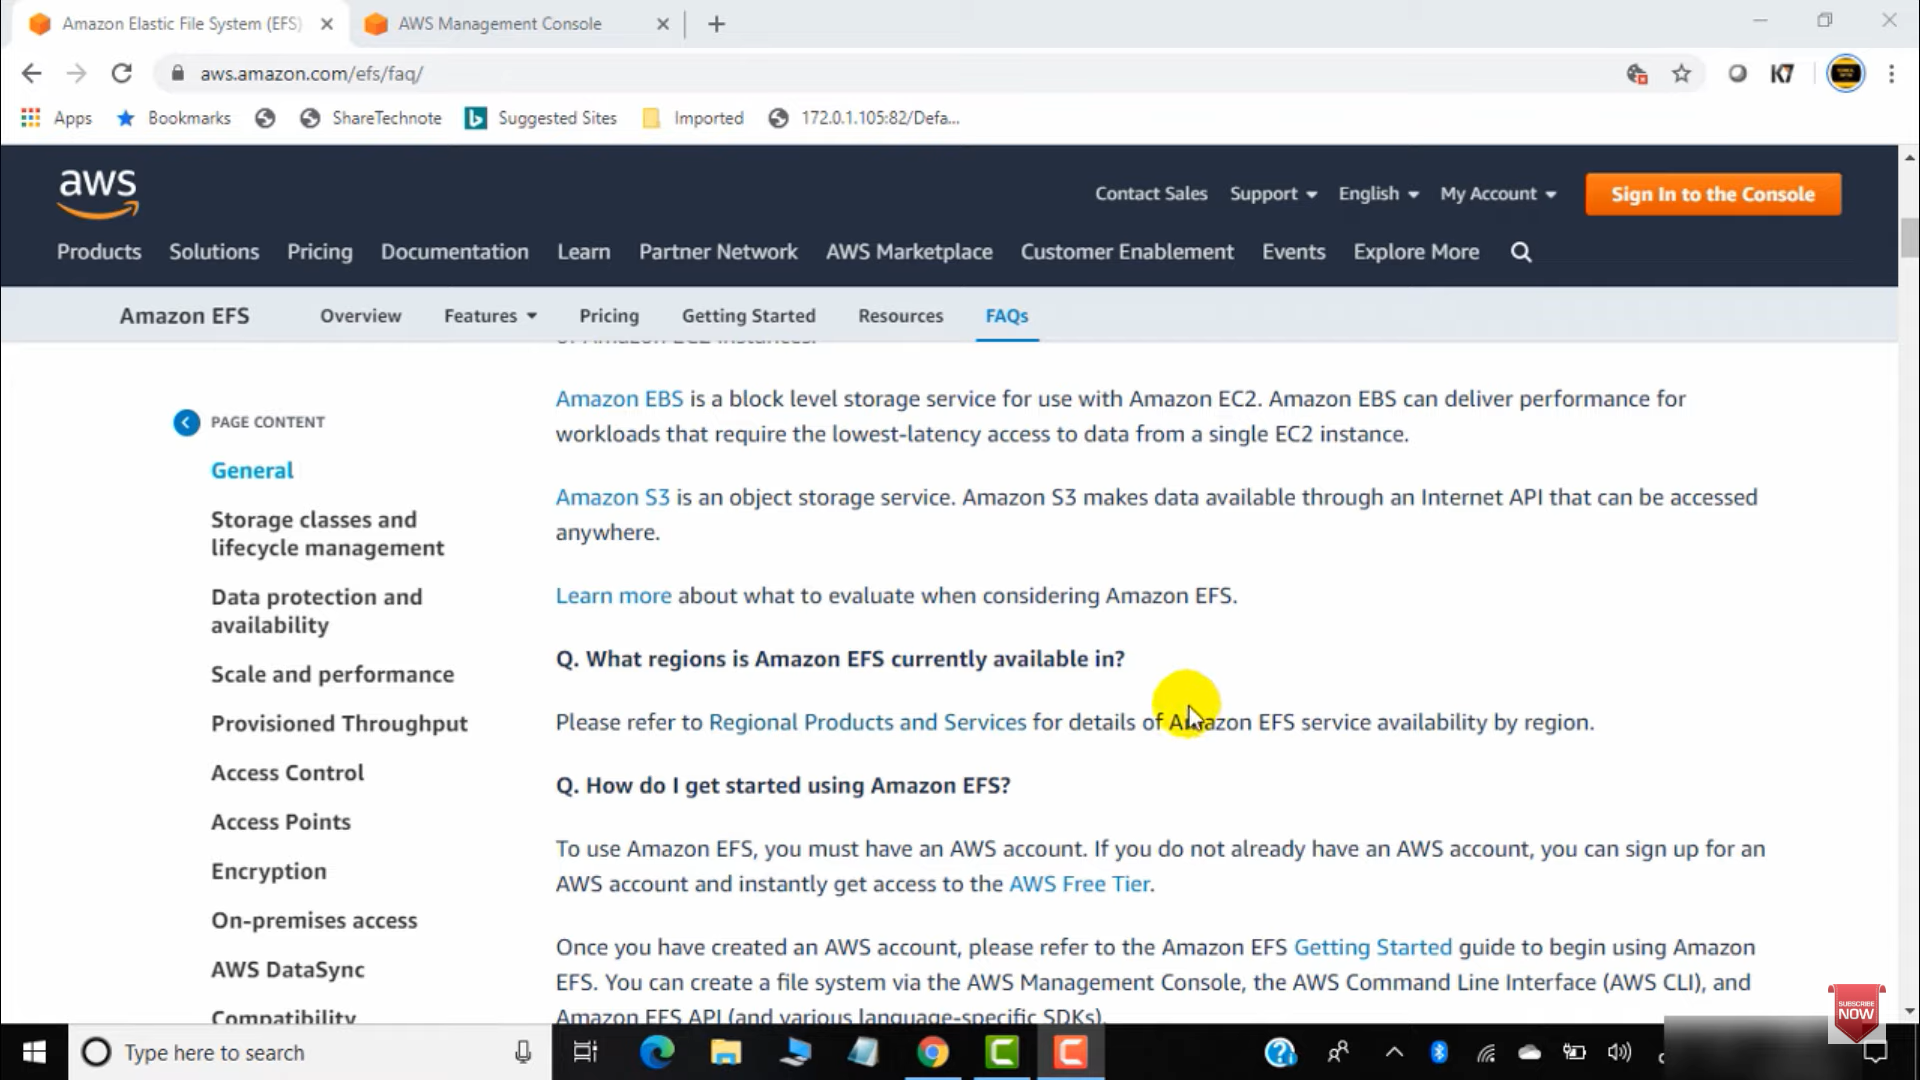 Amazon Elastic File System (EFS)
AWS Management Console
aws.amazon.com/efs/faq/
K7
Apps
Bookmarks
ShareTechnote
Suggested Sites
Imported
172.0.1.105:82/Defa...
aws
Contact Sales
Support
English
My Account
Sign In to the Console
Products
Solutions
Pricing
Documentation
Learn
Partner Network
AWS Marketplace
Customer Enablement
Events
Explore More
Amazon EFS
Overview
Features
Pricing
Getting Started
Resources
FAQs
PAGE CONTENT
General
Storage classes and
lifecycle management
Data protection and
availability
Scale and performance
Provisioned Throughput
Access Control
Access Points
Encryption
On-premises access
AWS DataSync
Compatibility
of Amazon EC2 instances.
Amazon EBS is a block level storage service for use with Amazon EC2. Amazon EBS can deliver performance for
workloads that require the lowest-latency access to data from a single EC2 instance.
Amazon S3 is an object storage service. Amazon S3 makes data available through an Internet API that can be accessed
anywhere.
Learn more about what to evaluate when considering Amazon EFS.
Q. What regions is Amazon EFS currently available in?
Please refer to Regional Products and Services for details of Amazon EFS service availability by region.
Q. How do I get started using Amazon EFS?
To use Amazon EFS, you must have an AWS account. If you do not already have an AWS account, you can sign up for an
AWS account and instantly get access to the AWS Free Tier.
Once you have created an AWS account, please refer to the Amazon EFS Getting Started guide to begin using Amazon
EFS. You can create a file system via the AWS Management Console, the AWS Command Line Interface (AWS CLI), and
Amazon EFS API (and various language-specific SDKs).
SUBSCRIBE
NOW
Type here to search